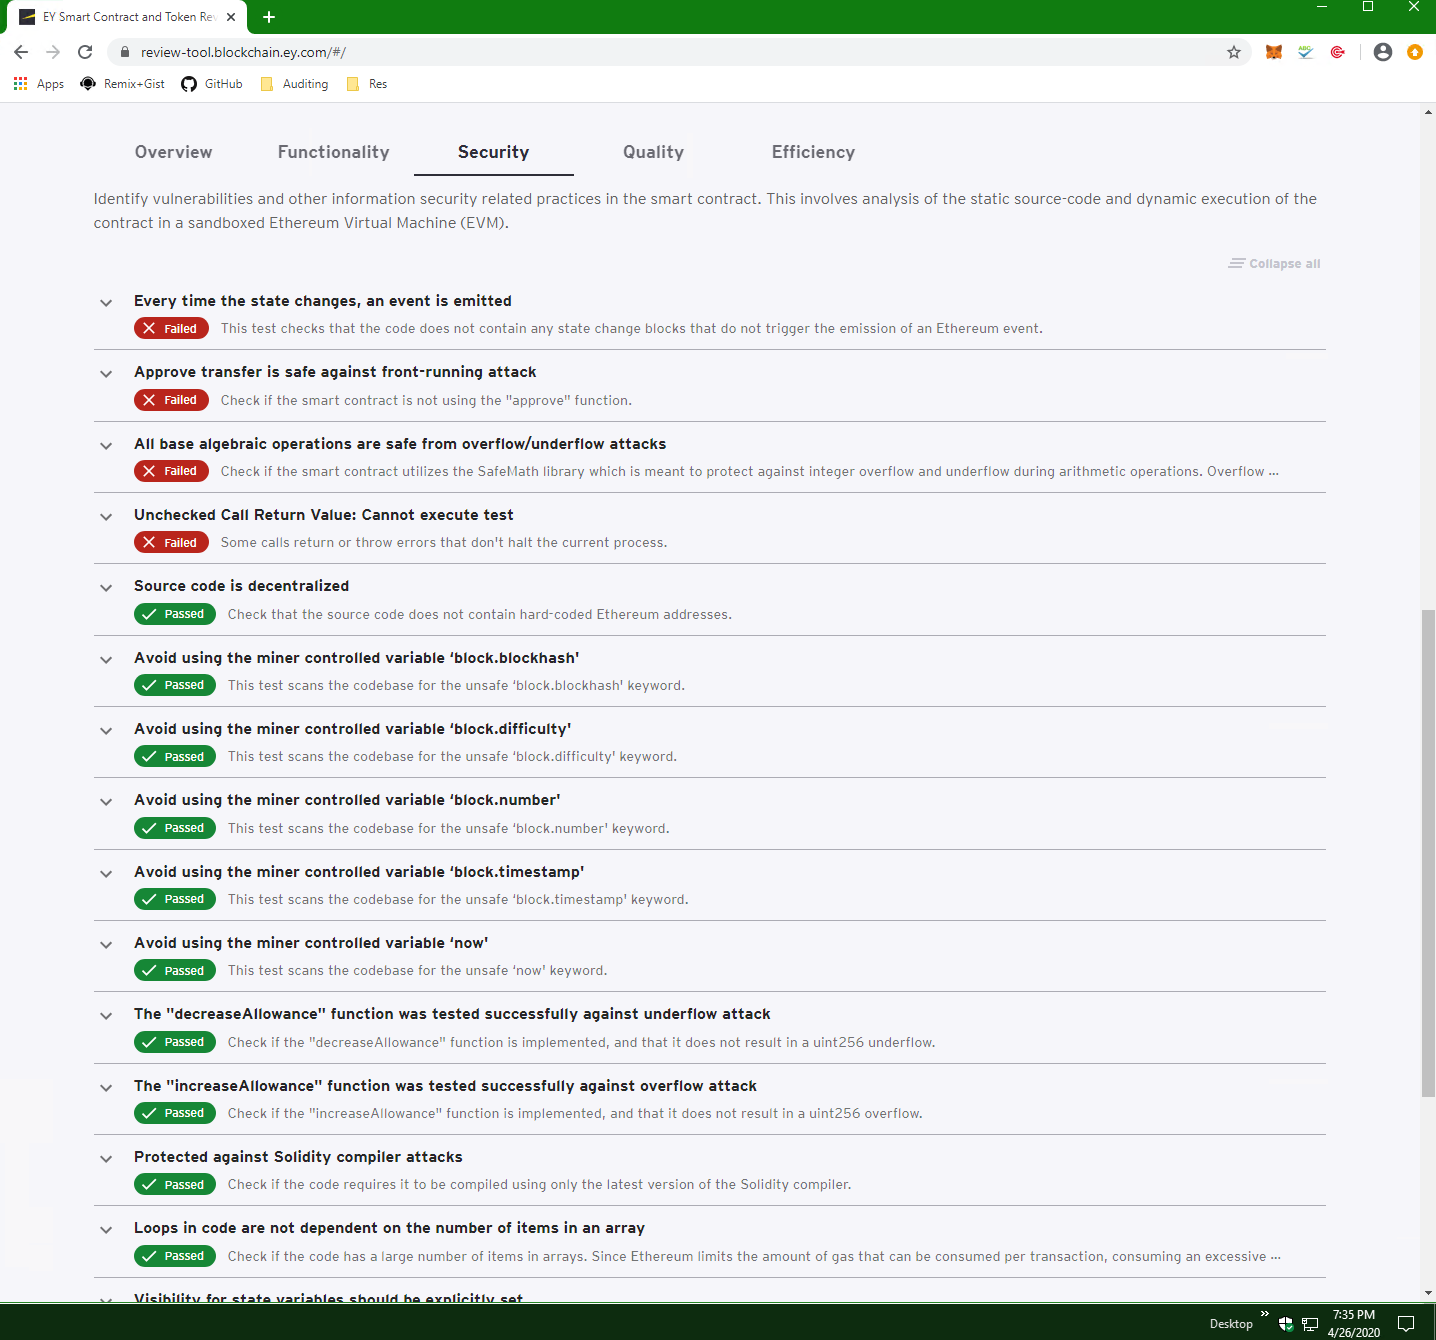 EY Smart Contract and Token Rev
review-tool.blockchain.ey.com/#/
ABC
Apps Remix+Gist GitHub Auditing Res
Overview Functionality Security Quality Efficiency
Identify vulnerabilities and other information security related practices in the smart contract. This involves analysis of the static source-code and dynamic execution of the
contract in a sandboxed Ethereum Virtual Machine (EVM).
Collapse all
Every time the state changes, an event is emitted
Failed This test checks that the code does not contain any state change blocks that do not trigger the emission of an Ethereum event.
Approve transfer is safe against front-running attack
Failed Check if the smart contract is not using the "approve" function.
All base algebraic operations are safe from overflow/underflow attacks
Failed Check if the smart contract utilizes the SafeMath library which is meant to protect against integer overflow and underflow during arithmetic operations. Overflow ...
Unchecked Call Return Value: Cannot execute test
Failed Some calls return or throw errors that don't halt the current process.
Source code is decentralized
Passed Check that the source code does not contain hard-coded Ethereum addresses.
Avoid using the miner controlled variable ‘block.blockhash'
Passed This test scans the codebase for the unsafe ‘block.blockhash' keyword.
Avoid using the miner controlled variable ‘block.difficulty'
Passed This test scans the codebase for the unsafe ‘block.difficulty' keyword.
Avoid using the miner controlled variable ‘block.number'
Passed This test scans the codebase for the unsafe ‘block.number' keyword.
Avoid using the miner controlled variable ‘block.timestamp'
Passed This test scans the codebase for the unsafe ‘block.timestamp' keyword.
Avoid using the miner controlled variable ‘now'
Passed This test scans the codebase for the unsafe ‘now' keyword.
The "decreaseAllowance" function was tested successfully against underflow attack
Passed Check if the "decreaseAllowance" function is implemented, and that it does not result in a uint256 underflow.
The "increaseAllowance" function was tested successfully against overflow attack
Passed Check if the "increaseAllowance" function is implemented, and that it does not result in a uint256 overflow.
Protected against Solidity compiler attacks
Passed Check if the code requires it to be compiled using only the latest version of the Solidity compiler.
Loops in code are not dependent on the number of items in an array
Passed Check if the code has a large number of items in arrays. Since Ethereum limits the amount of gas that can be consumed per transaction, consuming an excessive ...
Visibility for state variables should be explicitly set
Desktop » 7:35 PM
4/26/2020